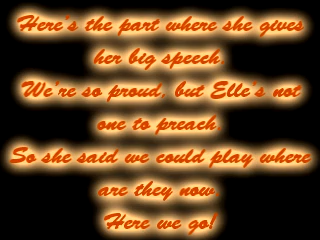 Here's the part where she gives
her big speech.
We're so proud, but Elle's not
one to preach
So she said we could play where
are they now
Here we go!